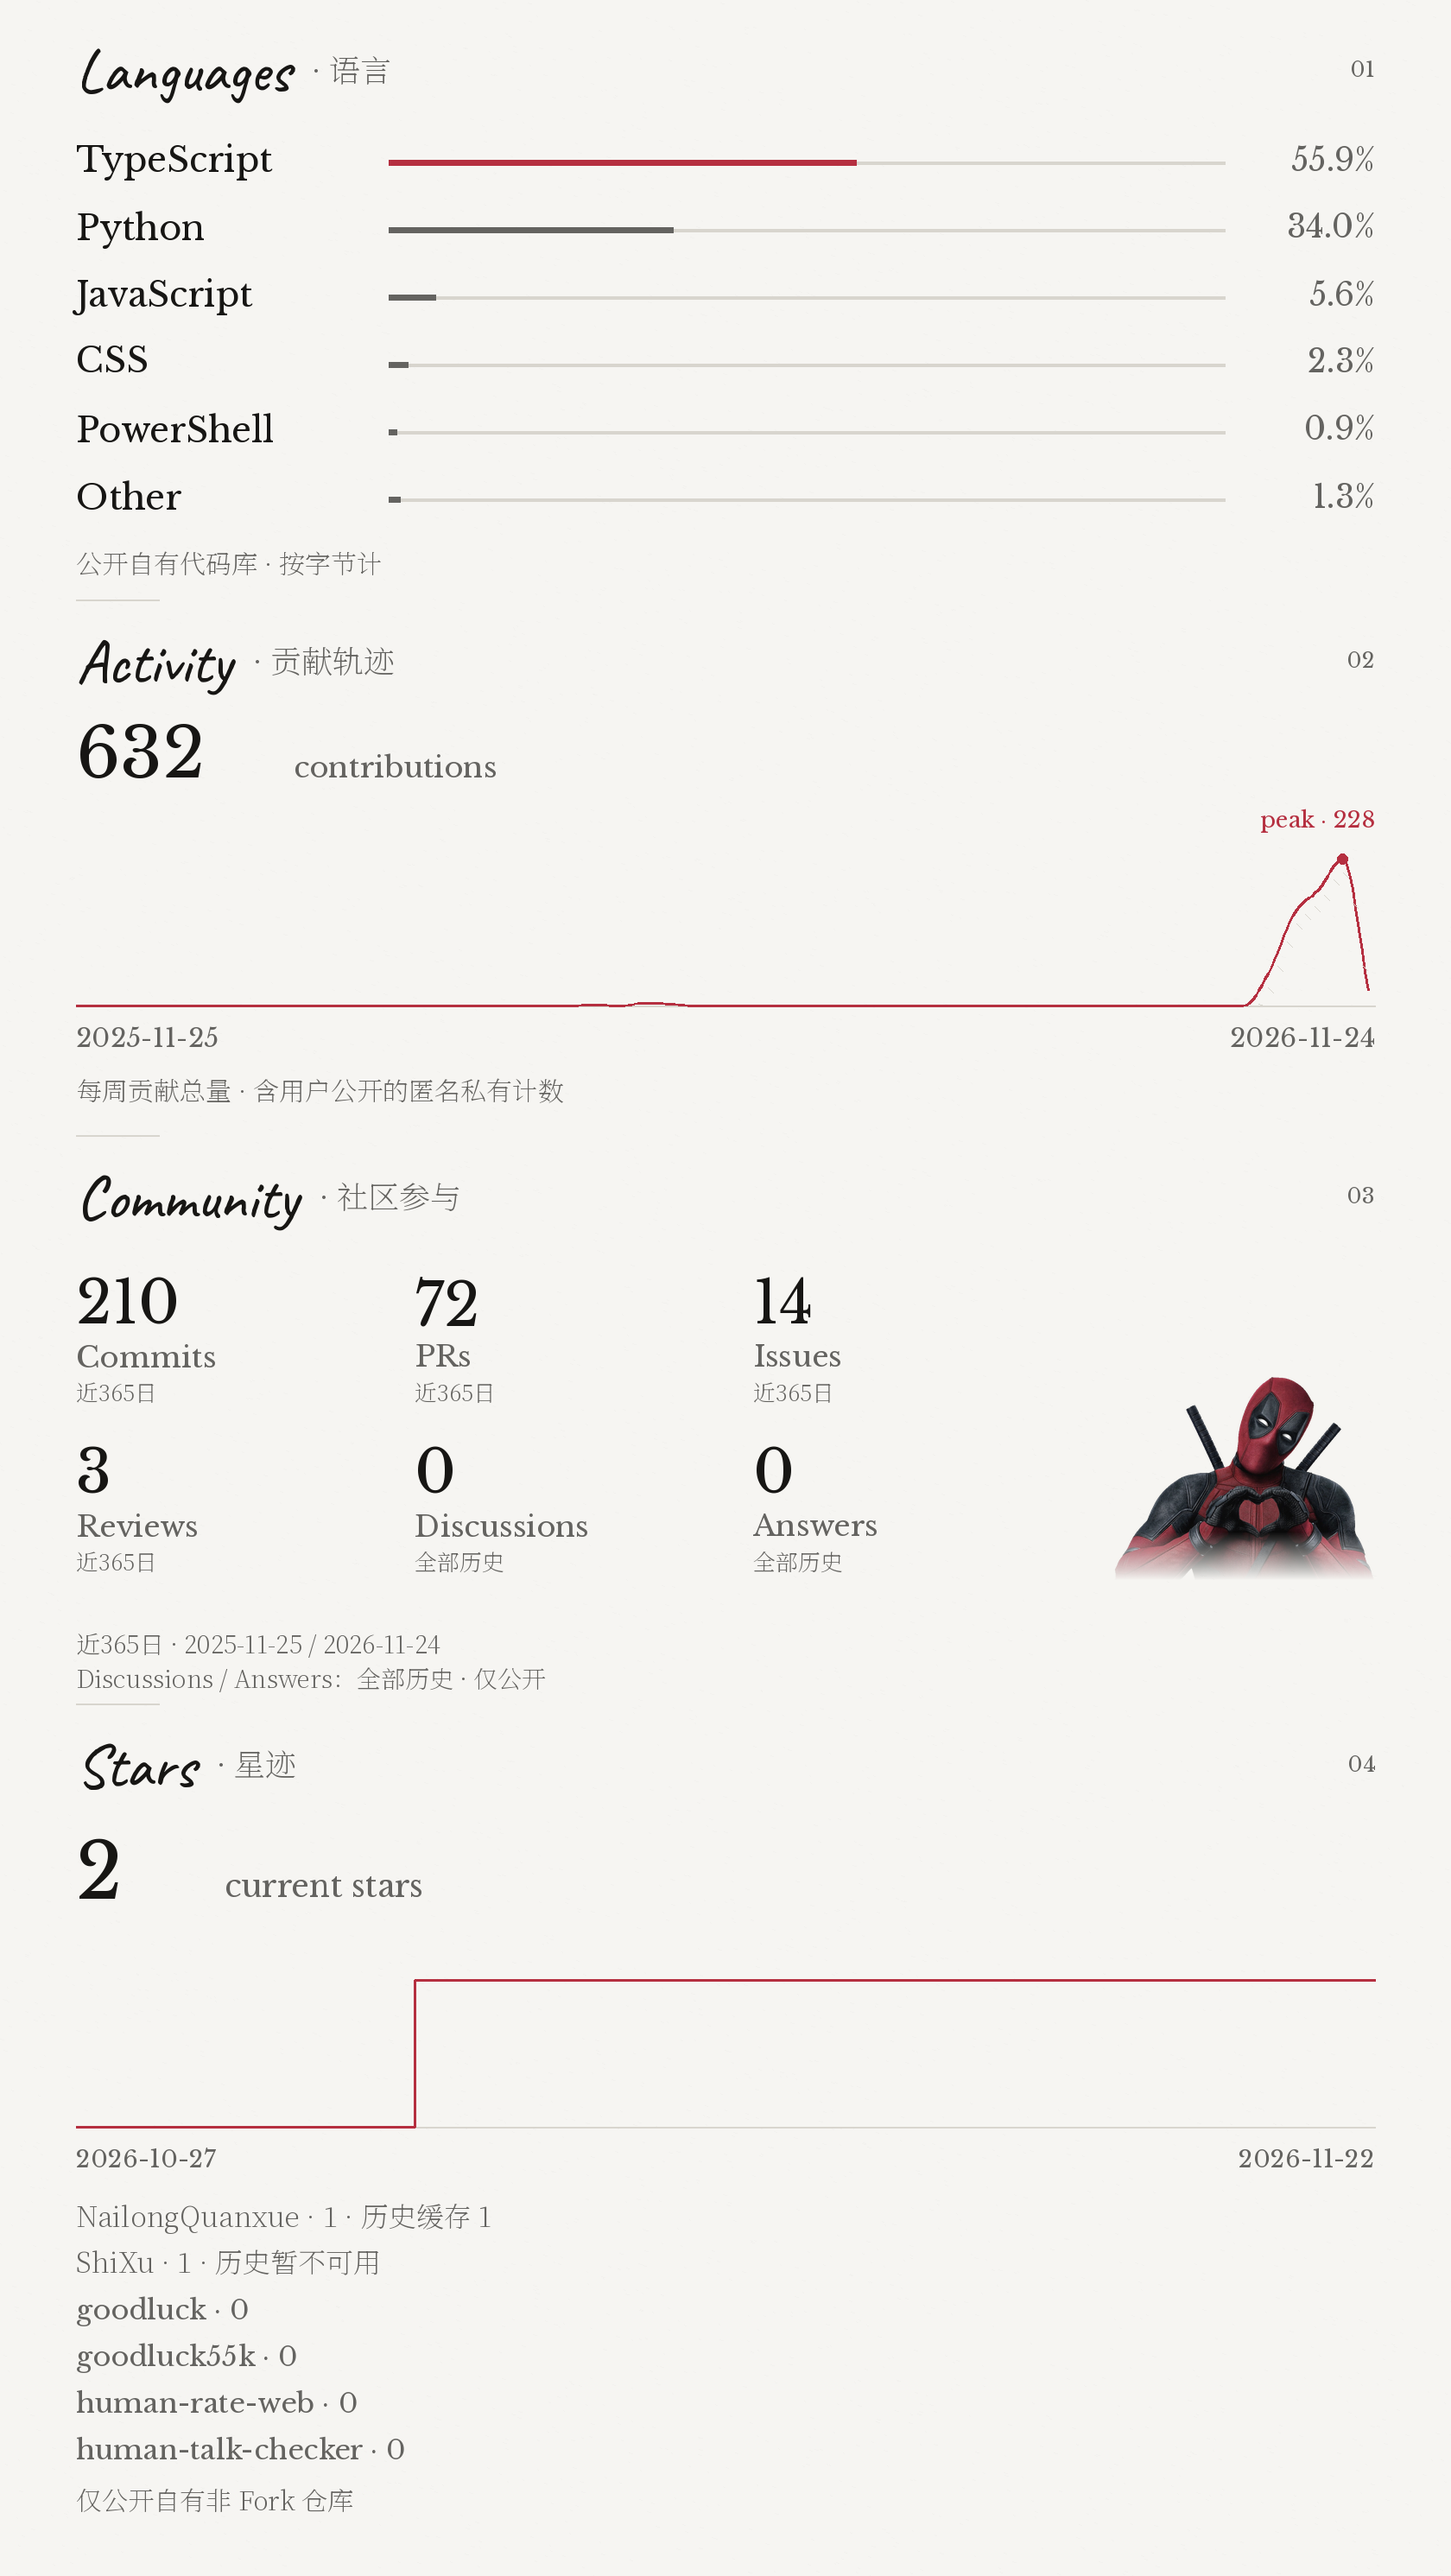 Languages · 语言 01
TypeScript 55.9%
Python 34.0%
JavaScript 5.6%
CSS 2.3%
PowerShell 0.9%
Other 1.3%
公开自有代码库 · 按字节计
Activity · 贡献轨迹 02
632 contributions
peak · 228
2025-11-25 2026-11-24
每周贡献总量 · 含用户公开的匿名私有计数
Community · 社区参与 03
210 72 14
Commits PRs Issues
近365日 近365日 近365日
3 0 0
Reviews Discussions Answers
近365日 全部历史 全部历史
近365日 · 2025-11-25 / 2026-11-24
Discussions / Answers：全部历史 · 仅公开
Stars · 星迹 04
2 current stars
2026-10-27 2026-11-22
NailongQuanxue · 1 · 历史缓存 1
ShiXu · 1 · 历史暂不可用
goodluck · 0
goodluck55k · 0
human-rate-web · 0
human-talk-checker · 0
仅公开自有非 Fork 仓库